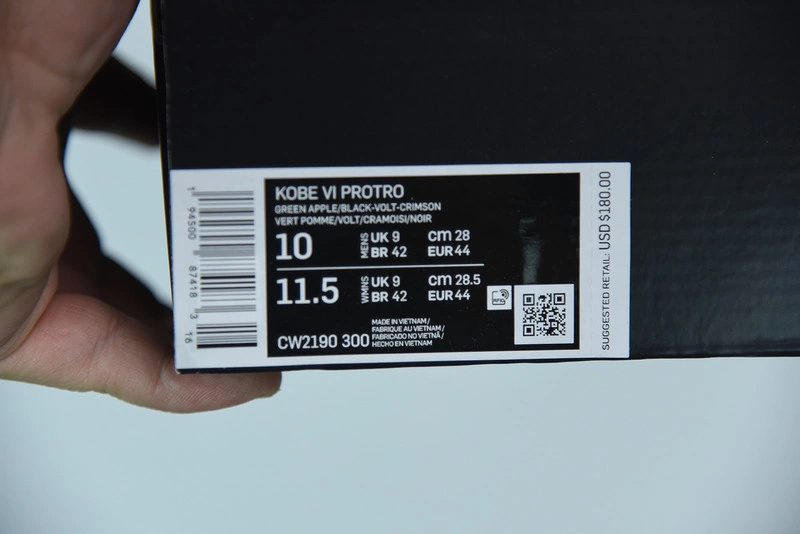 KOBE VI PROTRO
GREEN APPLE/BLACK-VOLT-CRIMSON
VERT POMME/VOLT/CRAMOISI/NOIR
10 MENS UK 9 cm 28
BR 42 EUR 44
11.5 WMNS UK 9 cm 28.5
BR 42 EUR 44
CW2190 300
MADE IN VIETNAM /
FABRIQUE AU VIETNAM /
FABRICADO NO VIETNÃ /
HECHO EN VIETNAM
1 94500 87418 3 16
SUGGESTED RETAIL: USD $180.00